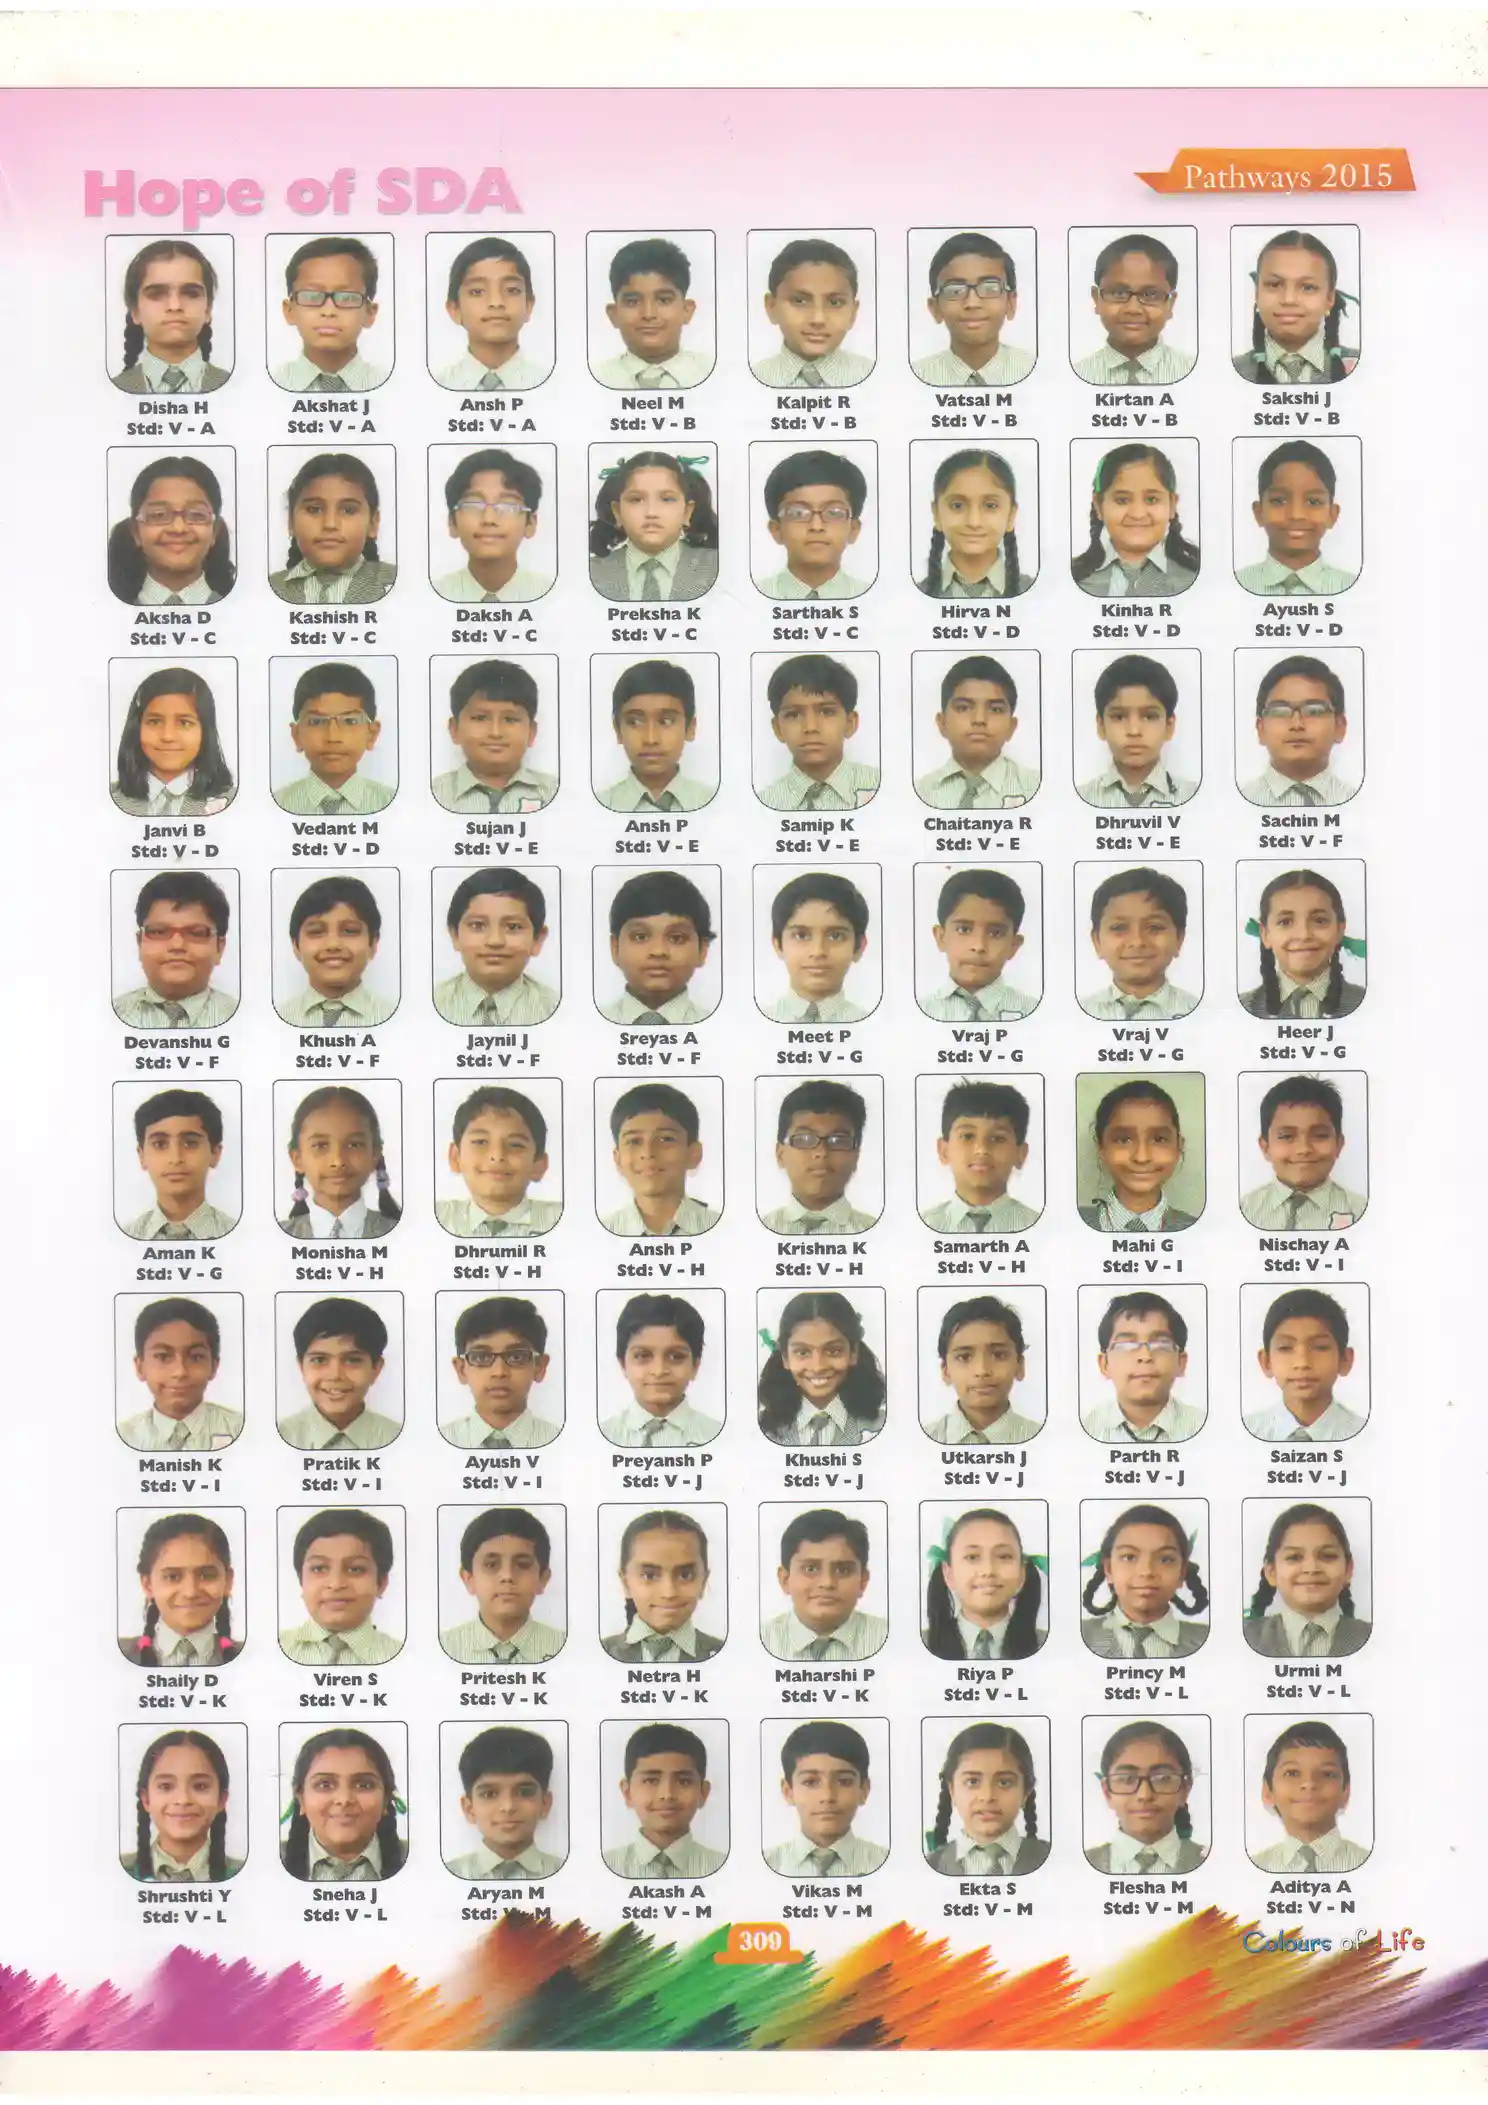 Hope of SDA
Pathways 2015
Disha H Akshat J Ansh P Neel M Kalpit R Vatsal M Kirtan A Sakshi J
Std: V - A Std: V - A Std: V - A Std: V - B Std: V - B Std: V - B Std: V - B Std: V - B
Aksha D Kashish R Daksh A Preksha K Sarthak S Hirva N Kinha R Ayush S
Std: V - C Std: V - C Std: V - C Std: V - C Std: V - C Std: V - D Std: V - D Std: V - D
Janvi B Vedant M Sujan J Ansh P Samip K Chaitanya R Dhruvil V Sachin M
Std: V - D Std: V - D Std: V - E Std: V - E Std: V - E Std: V - E Std: V - E Std: V - F
Devanshu G Khush A Jaynil J Sreyas A Meet P Vraj P Vraj V Heer J
Std: V - F Std: V - F Std: V - F Std: V - F Std: V - G Std: V - G Std: V - G Std: V - G
Aman K Monisha M Dhrumil R Ansh P Krishna K Samarth A Mahi G Nischay A
Std: V - G Std: V - H Std: V - H Std: V - H Std: V - H Std: V - H Std: V - I Std: V - I
Manish K Pratik K Ayush V Preyansh P Khushi S Utkarsh J Parth R Saizan S
Std: V - I Std: V - I Std: V - I Std: V - J Std: V - J Std: V - J Std: V - J Std: V - J
Shaily D Viren S Pritesh K Netra H Maharshi P Riya P Princy M Urmi M
Std: V - K Std: V - K Std: V - K Std: V - K Std: V - K Std: V - L Std: V - L Std: V - L
Shrushti Y Sneha J Aryan M Akash A Vikas M Ekta S Flesha M Aditya A
Std: V - L Std: V - L Std: V - M Std: V - M Std: V - M Std: V - M Std: V - M Std: V - N
309
Colours of Life